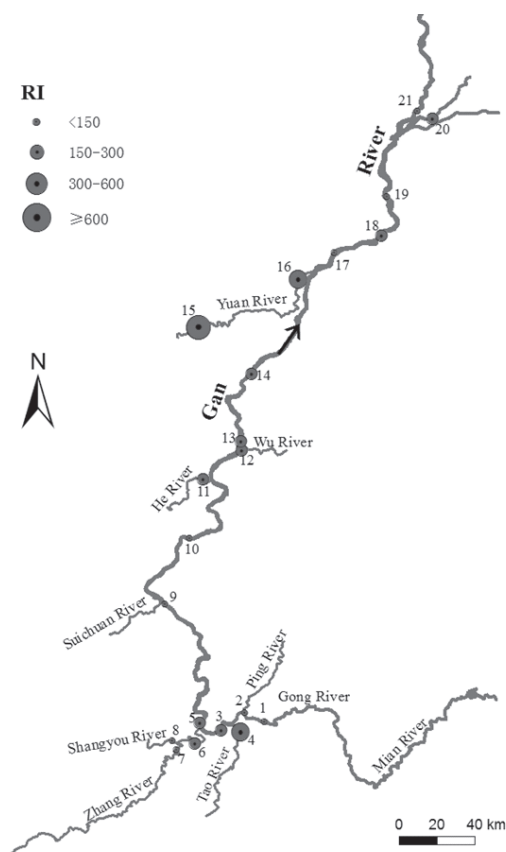 RI
<150
150-300
300-600
⩾600
N
21
20
River
19
18
17
16
15
Yuan River
14
Gan
13
Wu River
12
He River
11
10
9
Suichuan River
Ping River
Gong River
2
1
5
3
4
Shangyou River
8
6
7
Tao River
Mian River
Zhang River
0 20 40 km